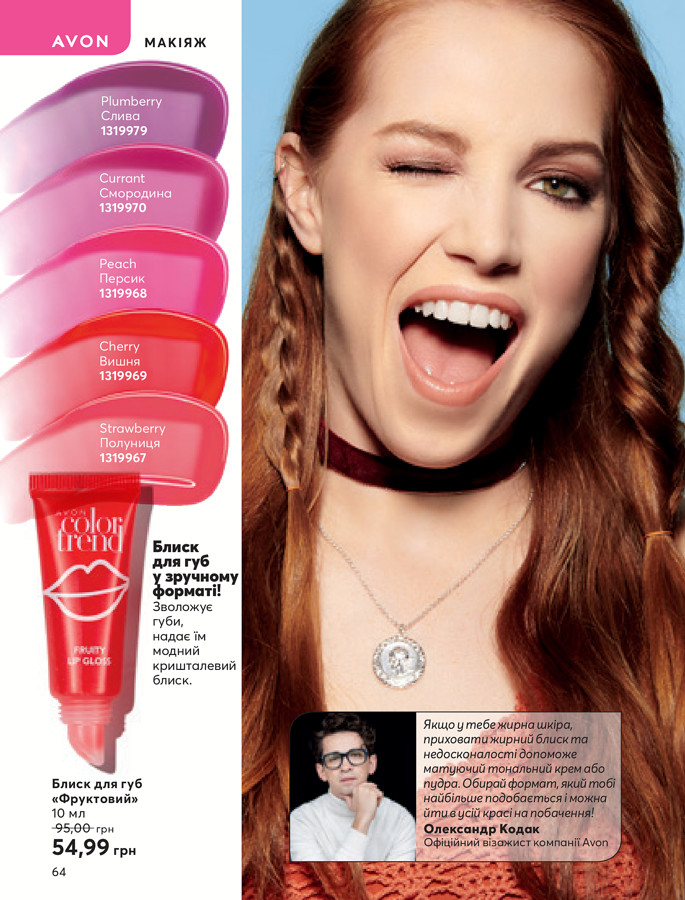 AVON
МАКІЯЖ
Plumberry
Слива
1319979
Currant
Смородина
1319970
Peach
Персик
1319968
Cherry
Вишня
1319969
Strawberry
Полуниця
1319967
AVON
color
trend
FRUITY
LIP GLOSS
Блиск
для губ
у зручному
форматі!
Зволожує
губи,
надає їм
модний
кришталевий
блиск.
Блиск для губ
«Фруктовий»
10 мл
95,00 грн
54,99 грн
64
Якщо у тебе жирна шкіра,
приховати жирний блиск та
недосконалості допоможе
матуючий тональний крем або
пудра. Обирай формат, який тобі
найбільше подобається і можна
йти в усій красі на побачення!
Олександр Кодак
Офіційний візажист компанії Avon